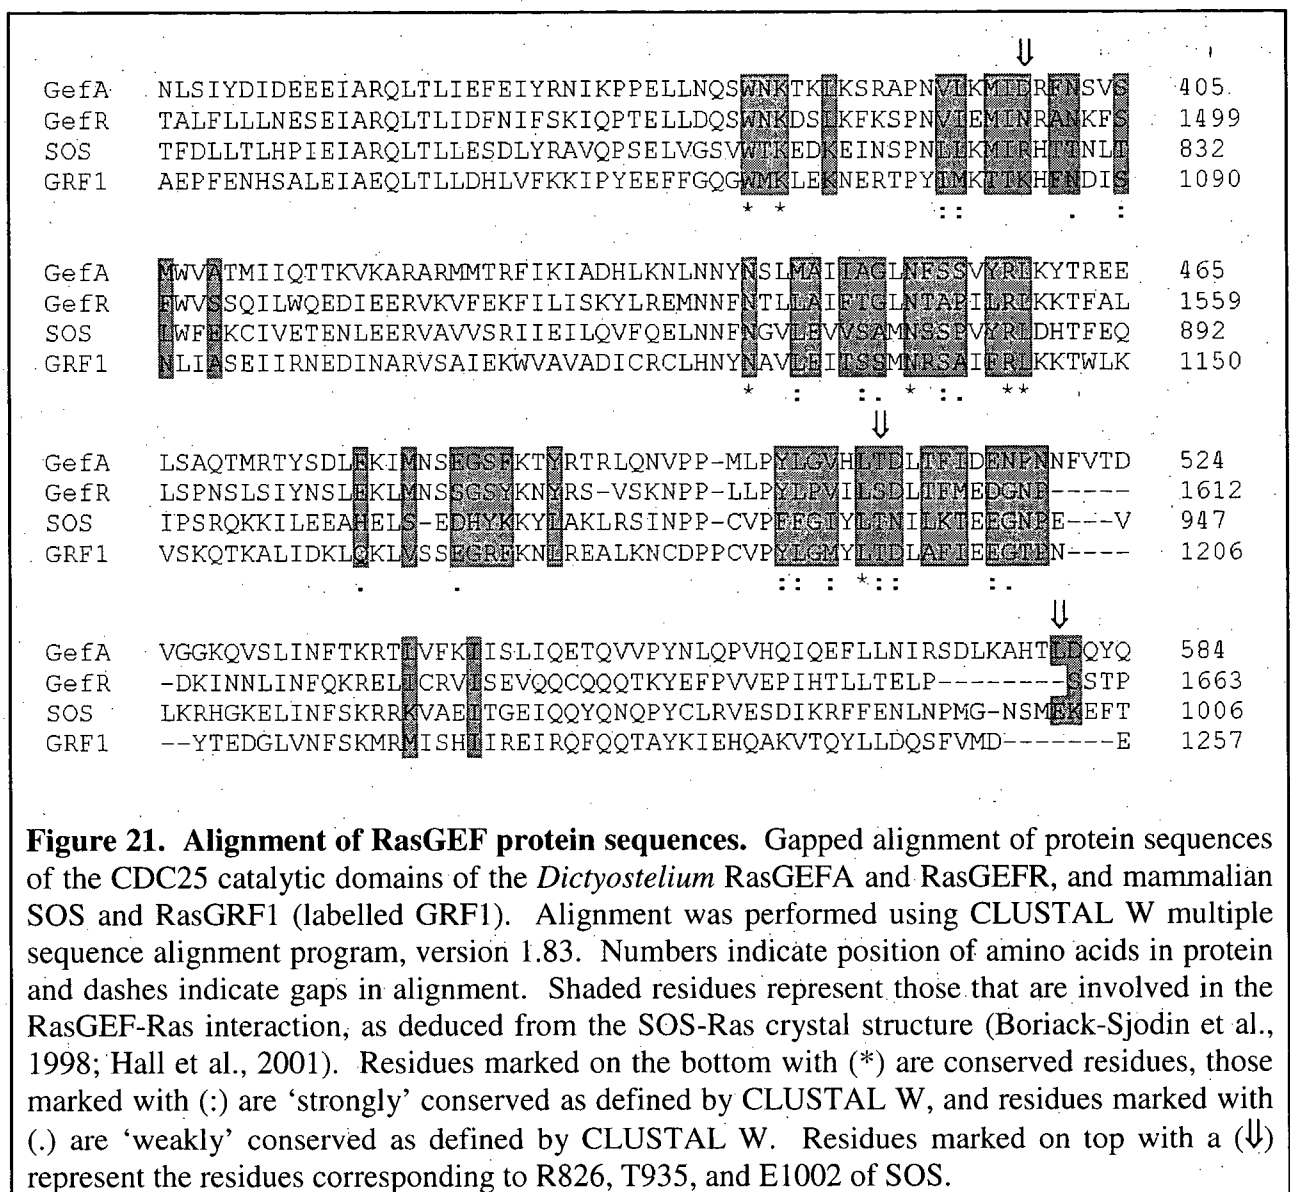 ⇓
GefA NLSIYDIDEEEIARQLTLIEFEIYRNIKPPELLNQSWNKTKLKSRAPNVLKMIDRFNSVS 405
GefR TALFLLLNESEIARQLTLIDFNIFSKIQPTELLDQSWNKDSLKFKSPNVIEMINRANKFS 1499
SOS TFDLLTLHPIEIARQLTLLESDLYRAVQPSELVGSVWTKEDKEINSPNLLKMIRHTTNLT 832
GRF1 AEPFENHSALEIAEQLTLLDHLVFKKIPYEEFFGQGWMKLEKNERTPYIMKTTKHFNDIS 1090
* * :: . :
GefA MWVATMIIQTTKVKARARMMTRFIKIADHLKNLNNYNSLMAIIAGLNFSSVYRLKYTREE 465
GefR FWVSSQILWQEDIEERVKVFEKFILISKYLREMNNFNTLLAIFTGLNTAPILRLKKTFAL 1559
SOS LWFEKCIVETENLEERVAVVSRIIEILQVFQELNNFNGVLEVVSAMNSSPVYRLDHTFEQ 892
GRF1 NLIASEIIRNEDINARVSAIEKWVAVADICRCLHNYNAVLEITSSMNRSAIFRLKKTWLK 1150
* : :. * :. **
⇓
GefA LSAQTMRTYSDLEKIMNSEGSFKTYRTRLQNVPP-MLPYLGVHLTDLTFIDENPNNFVTD 524
GefR LSPNSLSIYNSLEKLMNSSGSYKNYRS-VSKNPP-LLPYLPVILSDLTFMEDGNP----- 1612
SOS IPSRQKKILEEAHELS-EDHYKKYLAKLRSINPP-CVPFFGIYLTNILKTEEGNPE---V 947
GRF1 VSKQTKALIDKLQKLVSSEGRFKNLREALKNCDPPCVPYLGMYLTDLAFIEEGTPN---- 1206
. . :: : *:: :.
⇓
GefA VGGKQVSLINFTKRTLVFKIISLIQETQVVPYNLQPVHQIQEFLLNIRSDLKAHTLDQYQ 584
GefR -DKINNLINFQKRELICRVISEVQQCQQQTKYEFPVVEPIHTLLTELP--------SSTP 1663
SOS LKRHGKELINFSKRRKVAEITGEIQQYQNQPYCLRVESDIKRFFENLNPMG-NSMEKEFT 1006
GRF1 --YTEDGLVNFSKMRMISHIIREIRQFQQTAYKIEHQAKVTQYLLDQSFVMD-------E 1257
Figure 21. Alignment of RasGEF protein sequences. Gapped alignment of protein sequences
of the CDC25 catalytic domains of the Dictyostelium RasGEFA and RasGEFR, and mammalian
SOS and RasGRF1 (labelled GRF1). Alignment was performed using CLUSTAL W multiple
sequence alignment program, version 1.83. Numbers indicate position of amino acids in protein
and dashes indicate gaps in alignment. Shaded residues represent those that are involved in the
RasGEF-Ras interaction, as deduced from the SOS-Ras crystal structure (Boriack-Sjodin et al.,
1998; Hall et al., 2001). Residues marked on the bottom with (*) are conserved residues, those
marked with (:) are ‘strongly’ conserved as defined by CLUSTAL W, and residues marked with
(.) are ‘weakly’ conserved as defined by CLUSTAL W. Residues marked on top with a (⇓)
represent the residues corresponding to R826, T935, and E1002 of SOS.